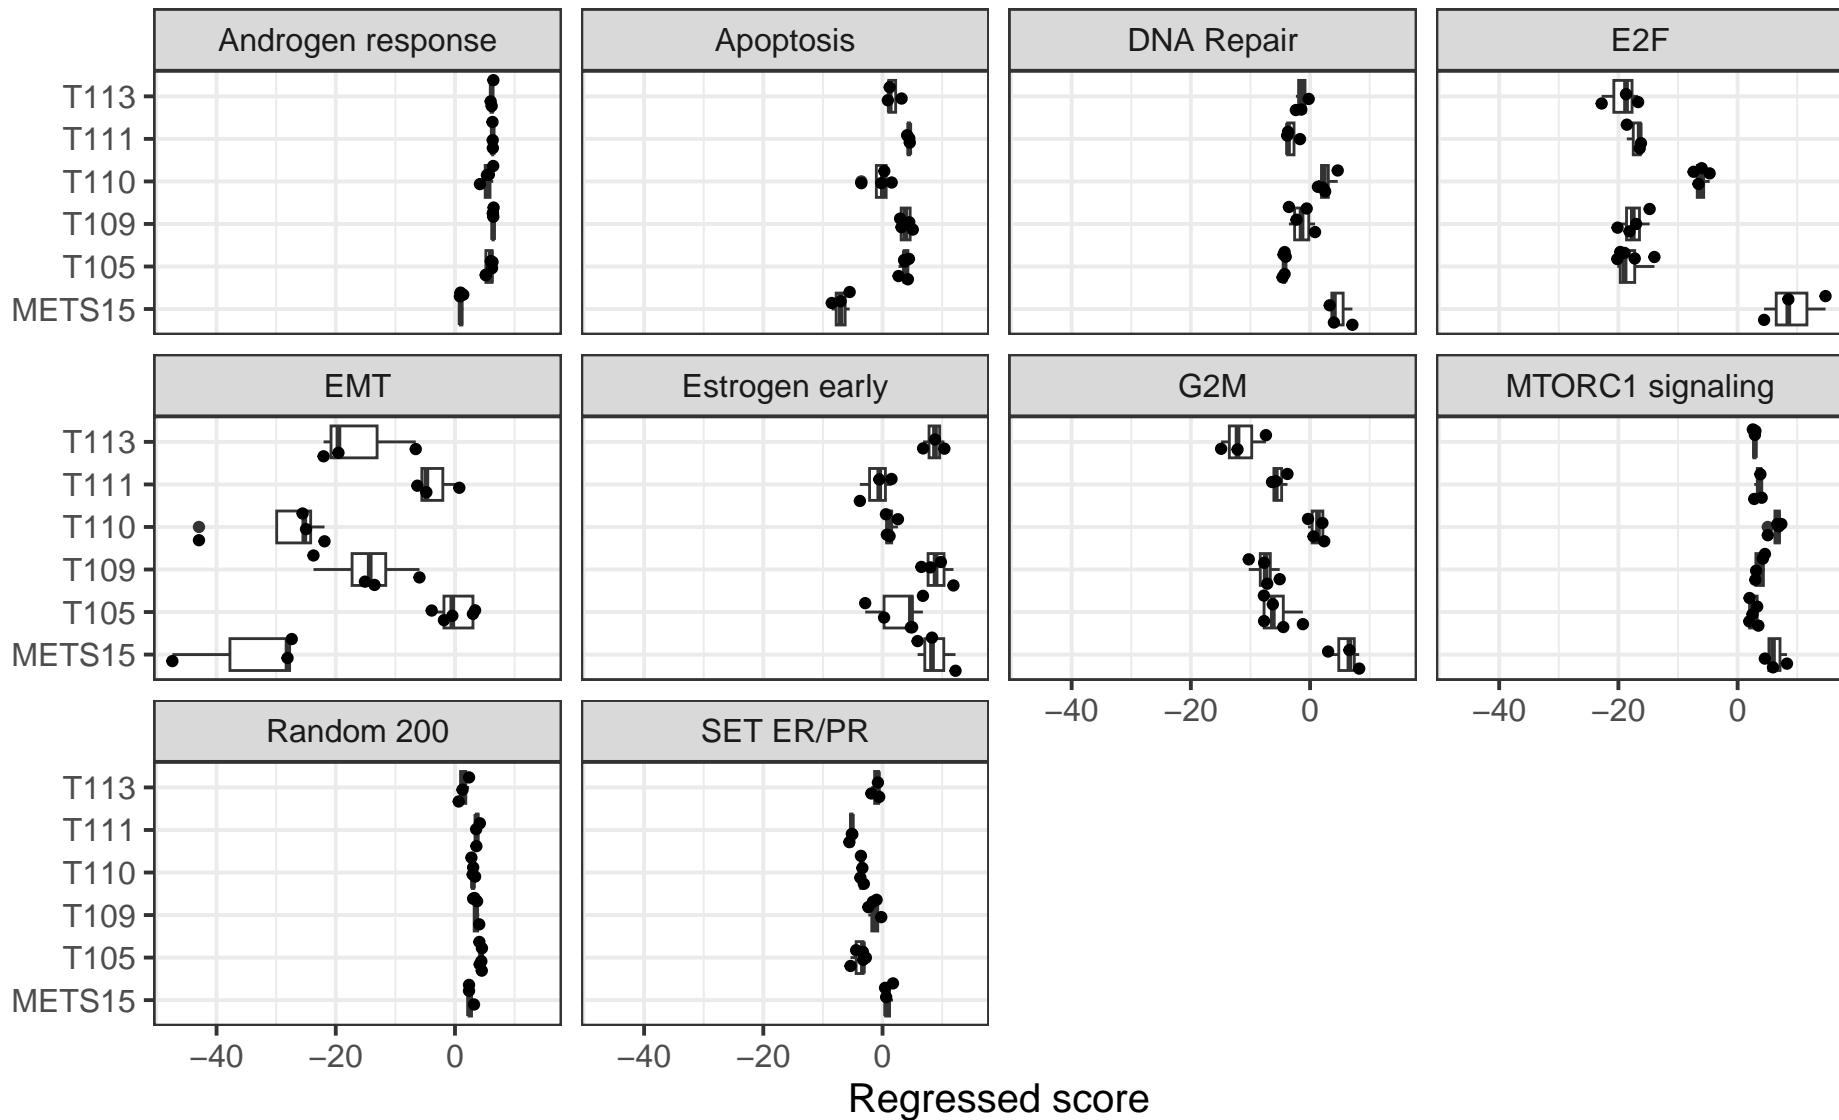 Androgen response
Apoptosis
DNA Repair
E2F
T113
T111
T110
T109
T105
METS15
EMT
Estrogen early
G2M
MTORC1 signaling
T113
T111
T110
T109
T105
METS15
−40 −20 0
−40 −20 0
Random 200
SET ER/PR
T113
T111
T110
T109
T105
METS15
−40 −20 0
−40 −20 0
Regressed score